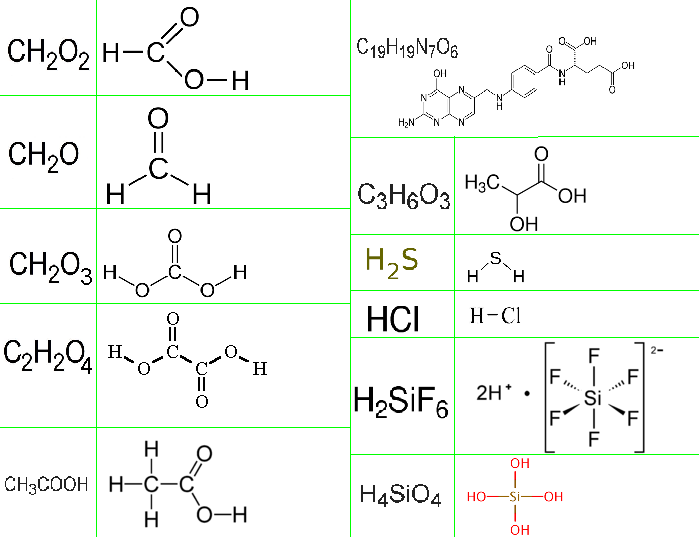 CH₂O₂
O
H C
O H
CH₂O
O
C
H H
CH₂O₃
O
H C H
O O
C₂H₂O₄
O
H C O H
O C
O
CH₃COOH
H O
H C C
H O H
C₁₉H₁₉N₇O₆
O OH
OH O OH
N N N H O
N H
H₂N N N
C₃H₆O₃
O
H₃C OH
OH
H₂S
S
H H
HCl
H Cl
H₂SiF₆
2H⁺ • F 2−
F F
Si
F F
F
H₄SiO₄
OH
HO Si OH
OH